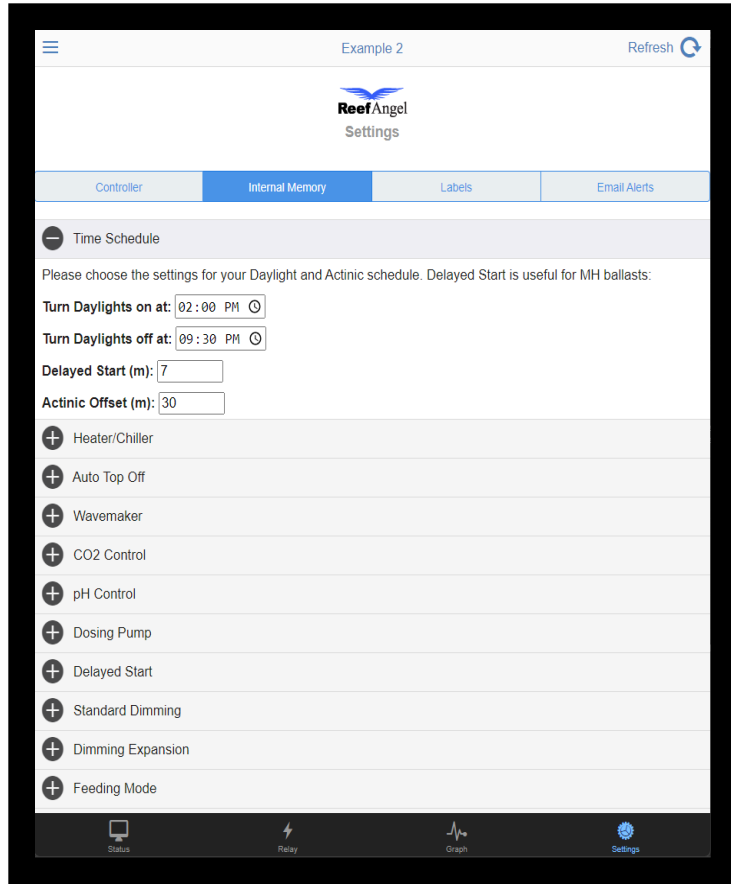 Example 2
Refresh
ReefAngel
Settings
Controller Internal Memory Labels Email Alerts
Time Schedule
Please choose the settings for your Daylight and Actinic schedule. Delayed Start is useful for MH ballasts:
Turn Daylights on at: 02:00 PM
Turn Daylights off at: 09:30 PM
Delayed Start (m): 7
Actinic Offset (m): 30
Heater/Chiller
Auto Top Off
Wavemaker
CO2 Control
pH Control
Dosing Pump
Delayed Start
Standard Dimming
Dimming Expansion
Feeding Mode
Status Relay Graph Settings